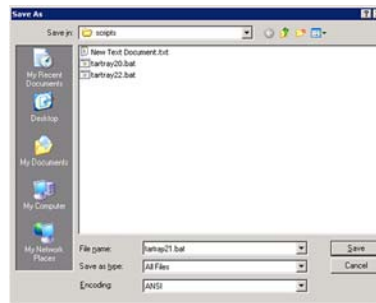 Save As
Save in:
scripts
My Recent
Documents
Desktop
My Documents
My Computer
My Network
Places
New Text Document.txt
tartray20.bat
tartray22.bat
File name:
tartray21.bat
Save
Save as type:
All Files
Cancel
Encoding:
ANSI